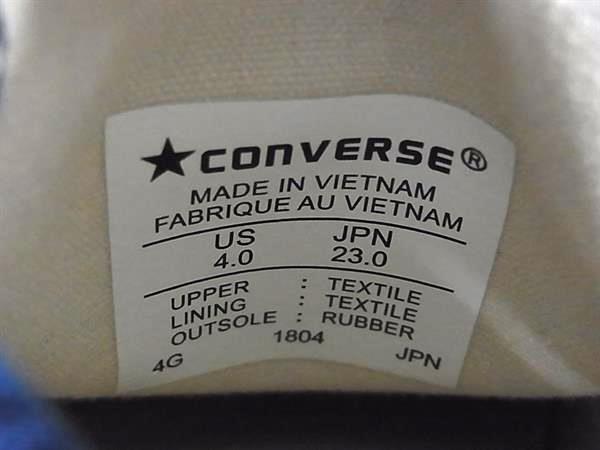 ★CONVERSE®
MADE IN VIETNAM
FABRIQUE AU VIETNAM
US JPN
4.0 23.0
UPPER : TEXTILE
LINING : TEXTILE
OUTSOLE : RUBBER
4G 1804 JPN